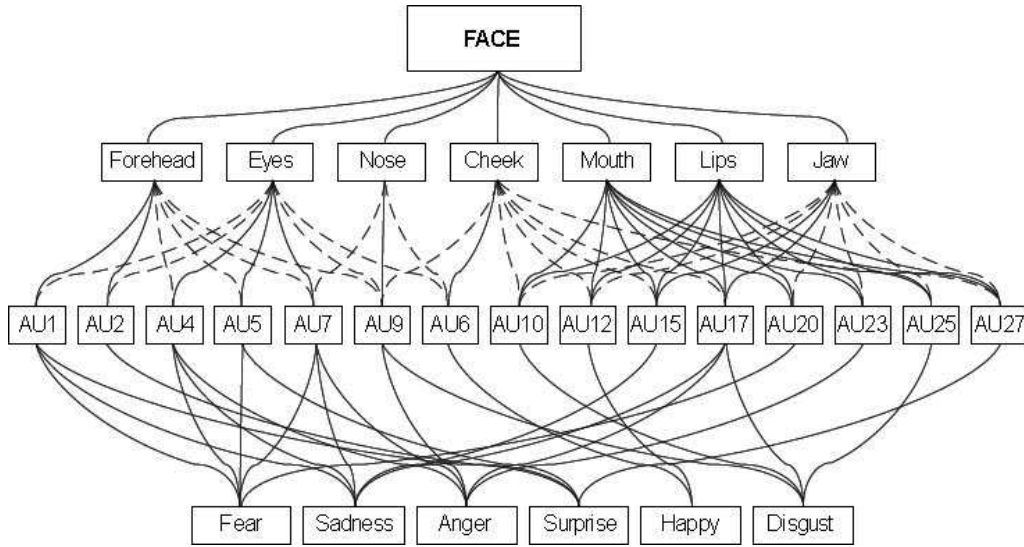 FACE
Forehead
Eyes
Nose
Cheek
Mouth
Lips
Jaw
AU1
AU2
AU4
AU5
AU7
AU9
AU6
AU10
AU12
AU15
AU17
AU20
AU23
AU25
AU27
Fear
Sadness
Anger
Surprise
Happy
Disgust